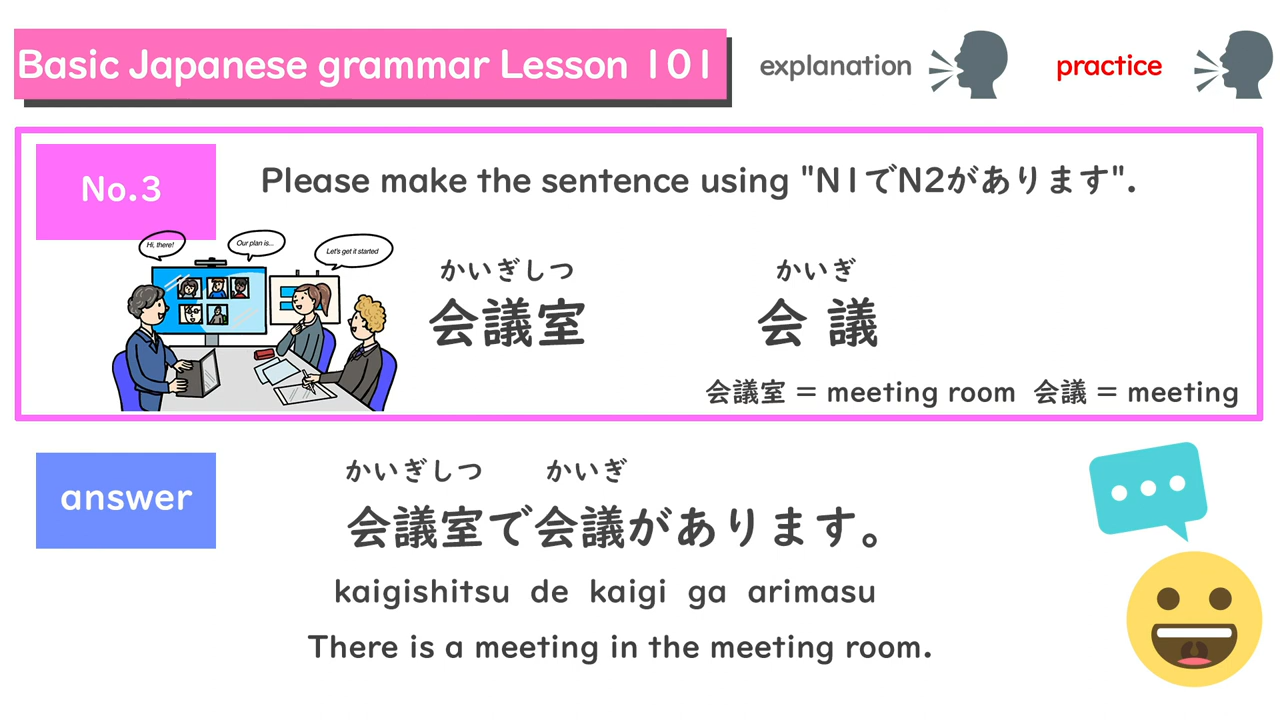 Basic Japanese grammar Lesson 101
explanation
practice
No.3
Please make the sentence using "N1でN2があります".
Hi, there!
Our plan is...
Let's get it started
かいぎしつ
会議室
かいぎ
会 議
会議室 = meeting room 会議 = meeting
answer
かいぎしつ かいぎ
会議室で会議があります。
kaigishitsu de kaigi ga arimasu
There is a meeting in the meeting room.